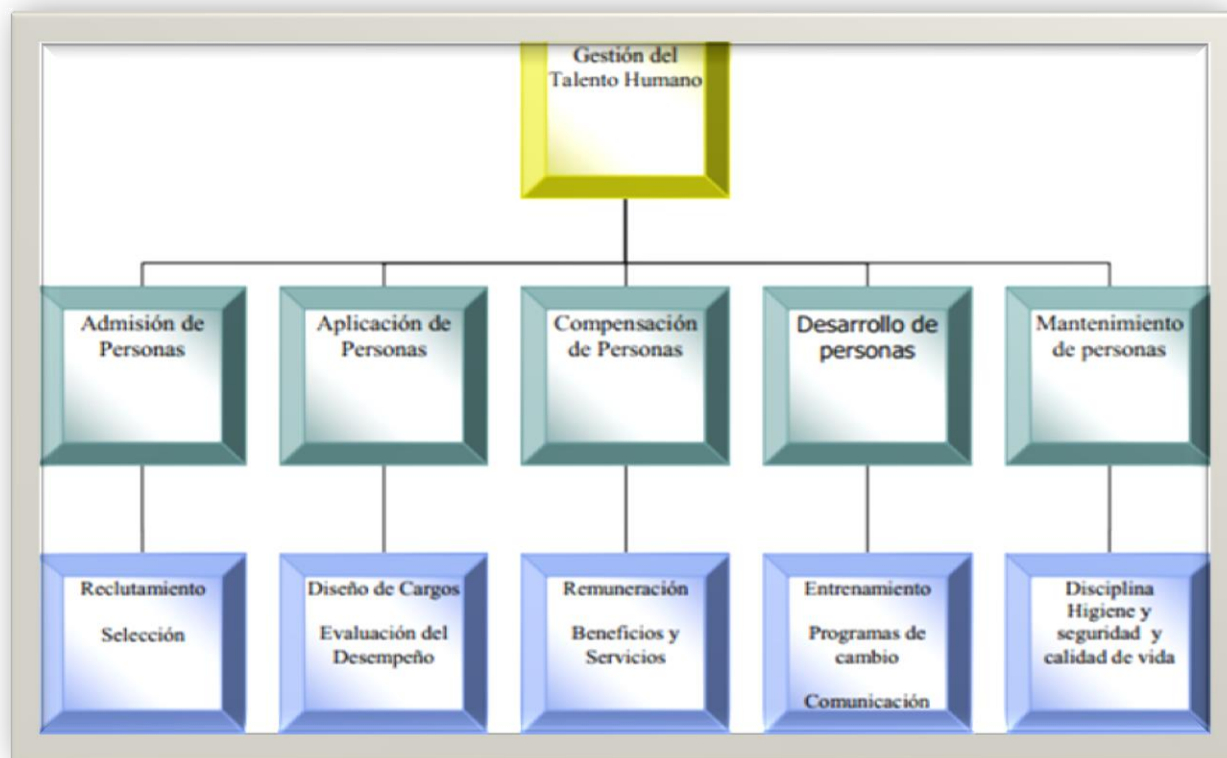 Gestión del
Talento Humano
Admisión de
Personas
Aplicación de
Personas
Compensación
de Personas
Desarrollo de
personas
Mantenimiento
de personas
Reclutamiento
Selección
Diseño de Cargos
Evaluación del
Desempeño
Remuneración
Beneficios y
Servicios
Entrenamiento
Programas de
cambio
Comunicación
Disciplina
Higiene y
seguridad y
calidad de vida